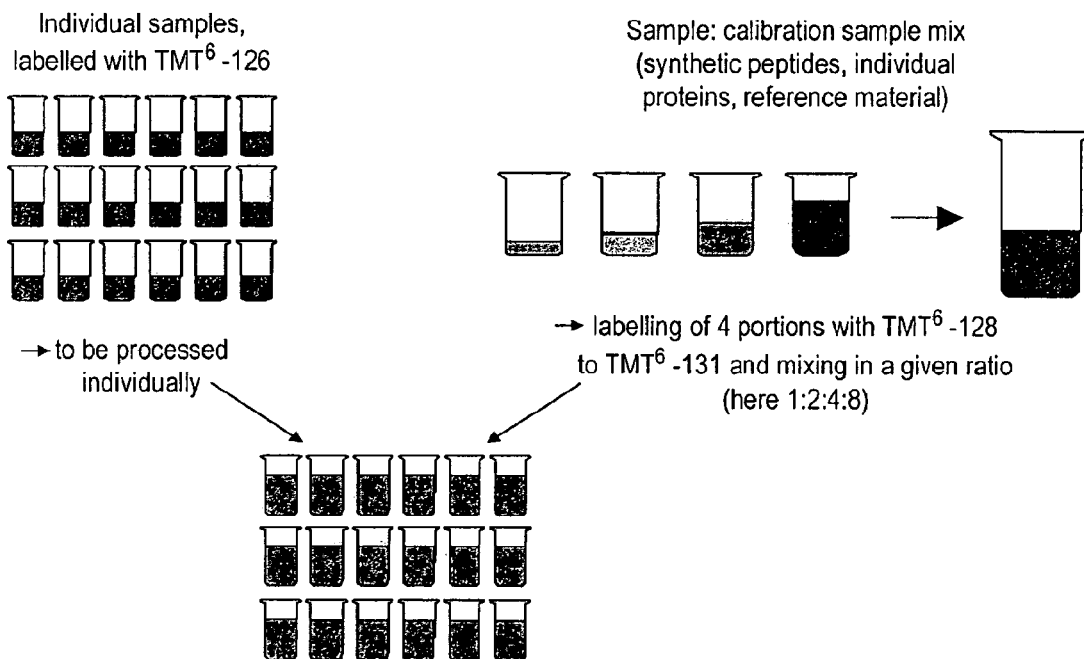 Individual samples,
labelled with TMT⁶ -126
Sample: calibration sample mix
(synthetic peptides, individual
proteins, reference material)
→ to be processed
individually
→ labelling of 4 portions with TMT⁶ -128
to TMT⁶ -131 and mixing in a given ratio
(here 1:2:4:8)